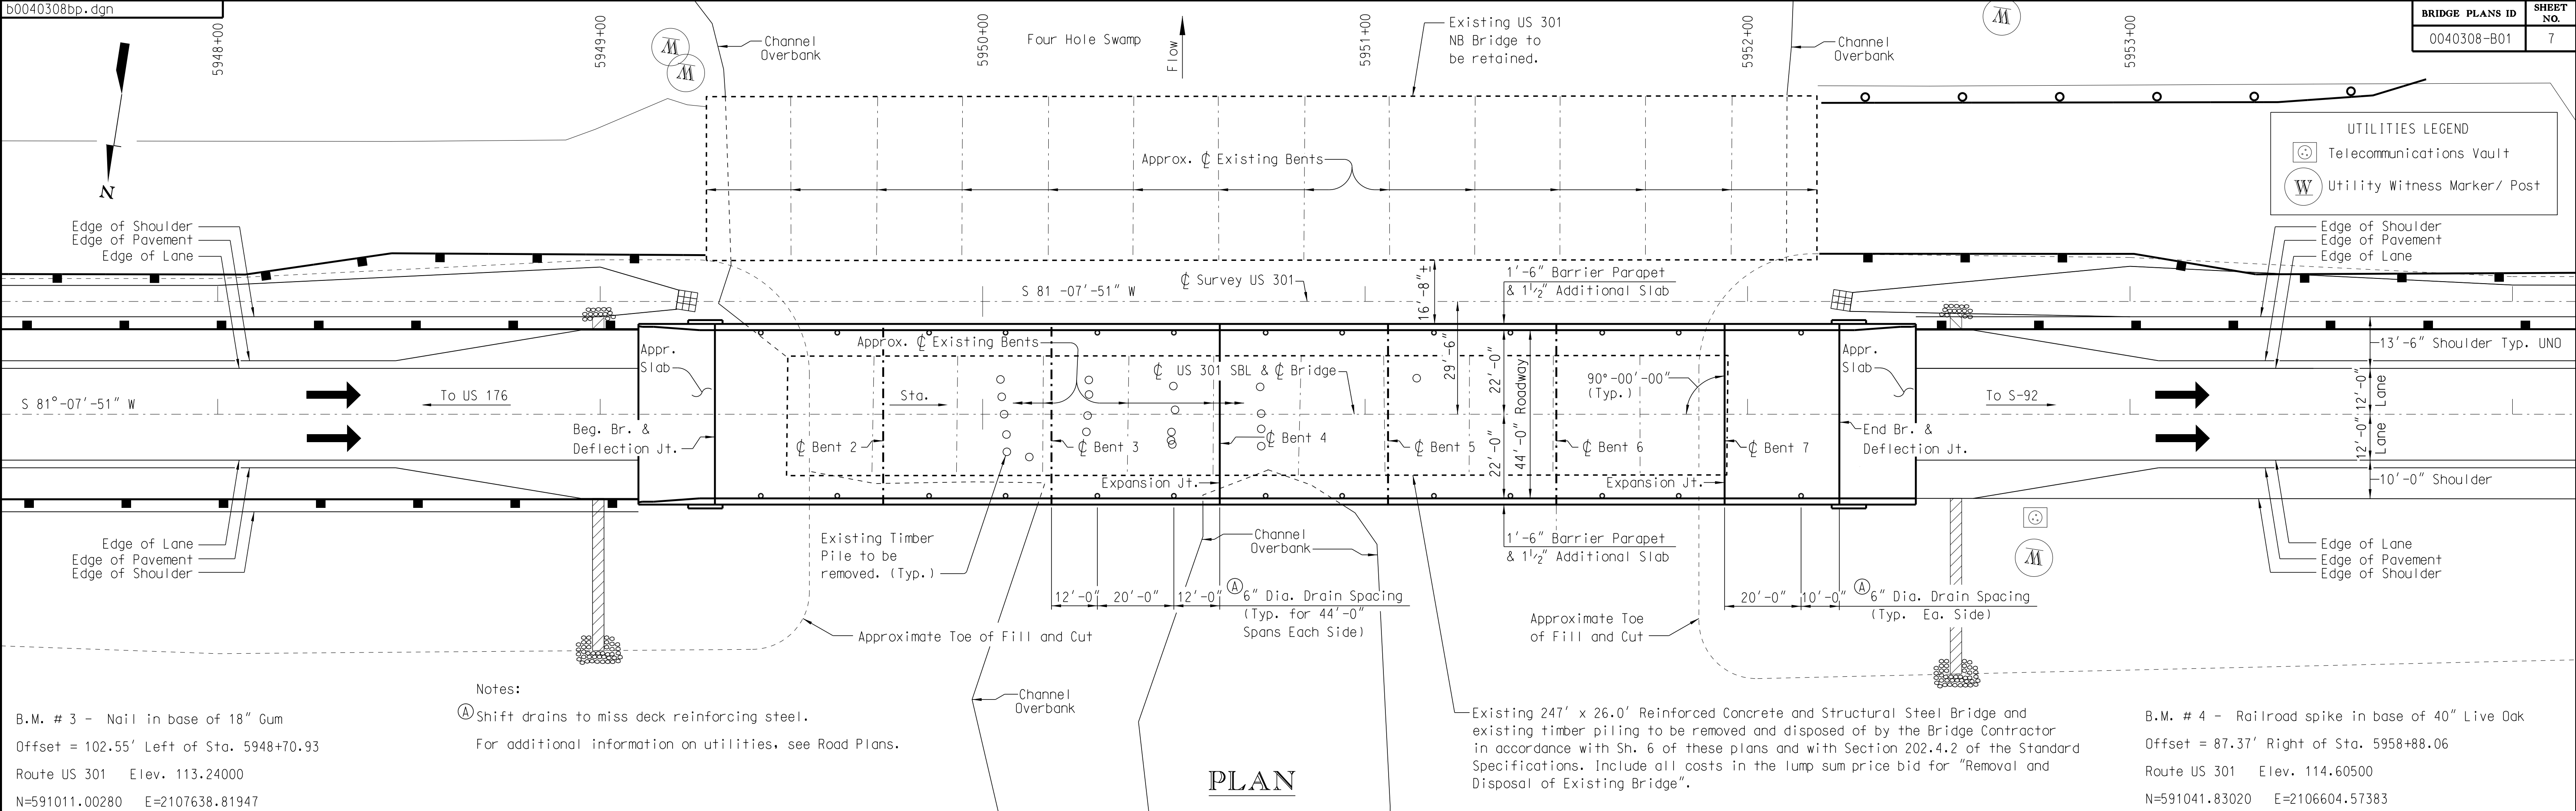 b0040308bp.dgn
BRIDGE PLANS ID
SHEET NO.
0040308-B01
7
5948+00
5949+00
5950+00
5951+00
5952+00
5953+00
W
W
W
Channel
Overbank
Four Hole Swamp
Flow
Existing US 301
NB Bridge to
be retained.
Channel
Overbank
N
UTILITIES LEGEND
Telecommunications Vault
W Utility Witness Marker/ Post
Approx. ℄ Existing Bents
Edge of Shoulder
Edge of Pavement
Edge of Lane
Edge of Shoulder
Edge of Pavement
Edge of Lane
S 81 -07'-51" W
℄ Survey US 301
16'-8"±
1'-6" Barrier Parapet
& 1 1/2" Additional Slab
29'-6"
Appr.
Slab
Approx. ℄ Existing Bents
℄ US 301 SBL & ℄ Bridge
22'-0"
22'-0"
44'-0" Roadway
90°-00'-00"
(Typ.)
Appr.
Slab
13'-6" Shoulder Typ. UNO
12'-0"
Lane
12'-0"
Lane
10'-0" Shoulder
S 81°-07'-51" W
To US 176
Sta.
To S-92
Beg. Br. &
Deflection Jt.
℄ Bent 2
℄ Bent 3
℄ Bent 4
℄ Bent 5
℄ Bent 6
℄ Bent 7
End Br. &
Deflection Jt.
Expansion Jt.
Expansion Jt.
Edge of Lane
Edge of Pavement
Edge of Shoulder
Existing Timber
Pile to be
removed. (Typ.)
Channel
Overbank
1'-6" Barrier Parapet
& 1 1/2" Additional Slab
W
Edge of Lane
Edge of Pavement
Edge of Shoulder
12'-0" 20'-0" 12'-0"
A 6" Dia. Drain Spacing
(Typ. for 44'-0"
Spans Each Side)
20'-0" 10'-0"
A 6" Dia. Drain Spacing
(Typ. Ea. Side)
Approximate Toe of Fill and Cut
Approximate Toe
of Fill and Cut
Channel
Overbank
Notes:
A Shift drains to miss deck reinforcing steel.
For additional information on utilities, see Road Plans.
B.M. # 3 - Nail in base of 18" Gum
Offset = 102.55' Left of Sta. 5948+70.93
Route US 301 Elev. 113.24000
N=591011.00280 E=2107638.81947
PLAN
Existing 247' x 26.0' Reinforced Concrete and Structural Steel Bridge and
existing timber piling to be removed and disposed of by the Bridge Contractor
in accordance with Sh. 6 of these plans and with Section 202.4.2 of the Standard
Specifications. Include all costs in the lump sum price bid for "Removal and
Disposal of Existing Bridge".
B.M. # 4 - Railroad spike in base of 40" Live Oak
Offset = 87.37' Right of Sta. 5958+88.06
Route US 301 Elev. 114.60500
N=591041.83020 E=2106604.57383